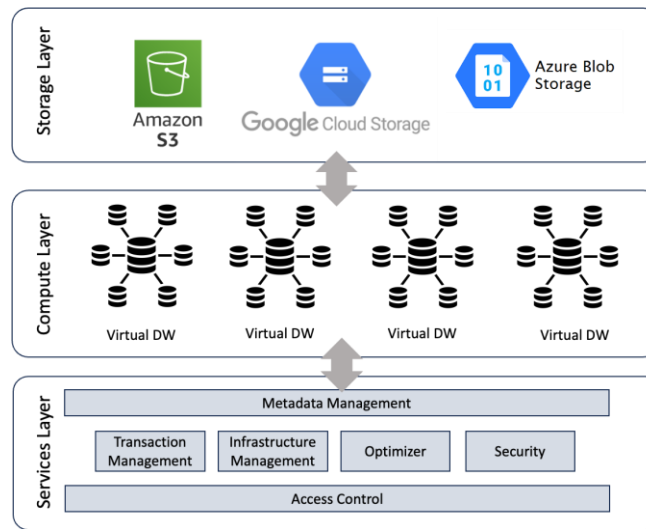 Storage Layer
Amazon
S3
Google Cloud Storage
10
01
Azure Blob
Storage
Compute Layer
Virtual DW
Virtual DW
Virtual DW
Virtual DW
Services Layer
Metadata Management
Transaction
Management
Infrastructure
Management
Optimizer
Security
Access Control